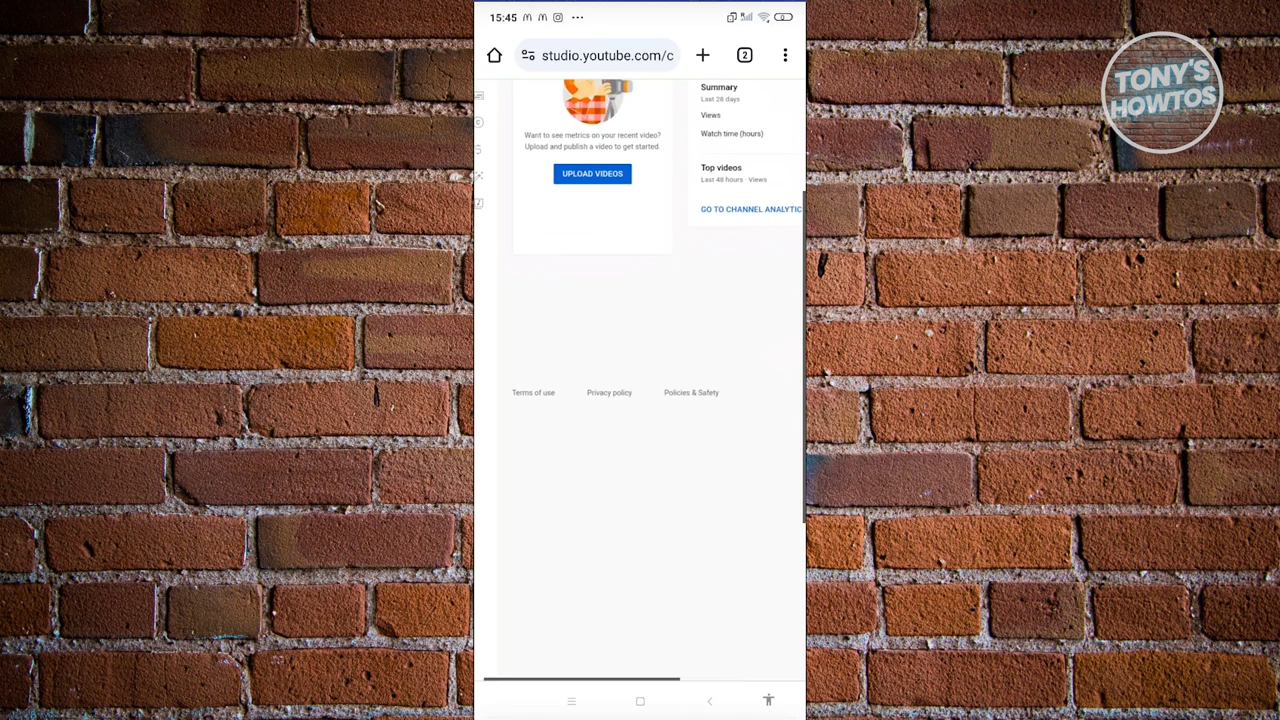 15:45
studio.youtube.com/c
2
TONY'S
HOWTOS
Summary
Last 28 days
Views
Watch time (hours)
Want to see metrics on your recent video?
Upload and publish a video to get started.
UPLOAD VIDEOS
Top videos
Last 48 hours · Views
GO TO CHANNEL ANALYTIC
Terms of use
Privacy policy
Policies & Safety